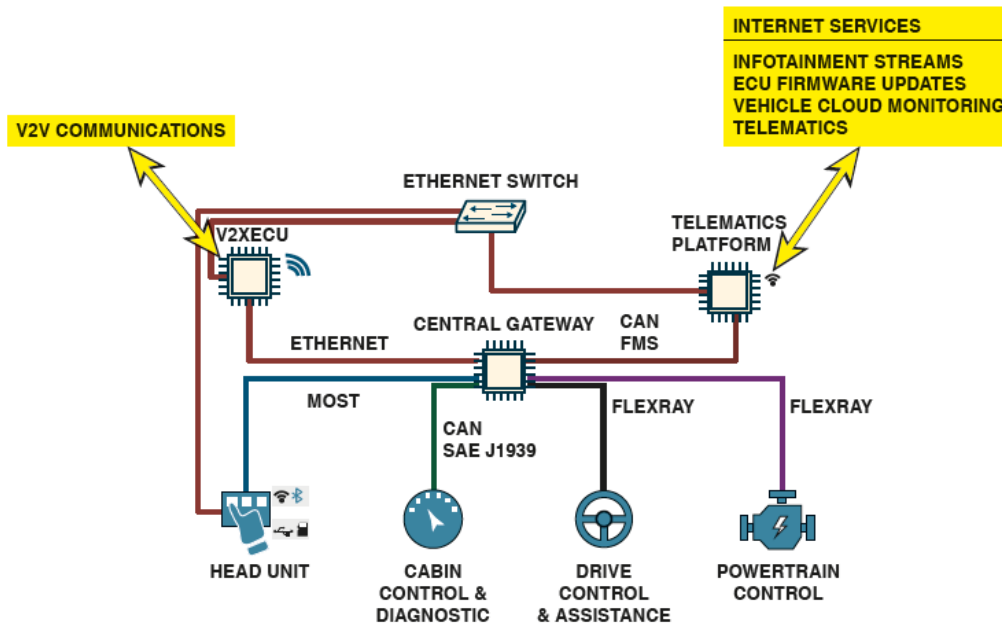 INTERNET SERVICES
INFOTAINMENT STREAMS
ECU FIRMWARE UPDATES
VEHICLE CLOUD MONITORING
TELEMATICS
V2V COMMUNICATIONS
ETHERNET SWITCH
V2XECU
TELEMATICS
PLATFORM
CENTRAL GATEWAY
ETHERNET
CAN
FMS
MOST
CAN
SAE J1939
FLEXRAY
FLEXRAY
HEAD UNIT
CABIN
CONTROL &
DIAGNOSTIC
DRIVE
CONTROL
& ASSISTANCE
POWERTRAIN
CONTROL